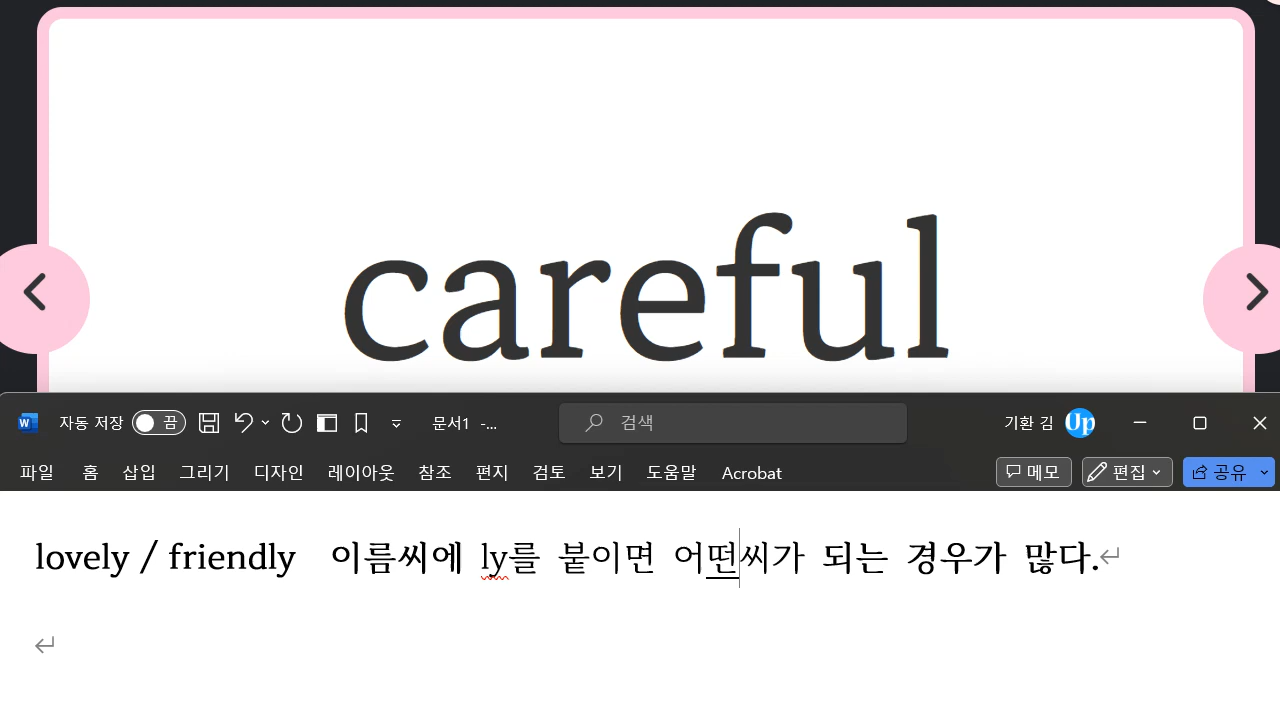 careful
자동 저장 끔 문서1 -... 검색 기환 김 Up
파일 홈 삽입 그리기 디자인 레이아웃 참조 편지 검토 보기 도움말 Acrobat 메모 편집 공유
lovely / friendly 이름씨에 ly를 붙이면 어떤씨가 되는 경우가 많다.